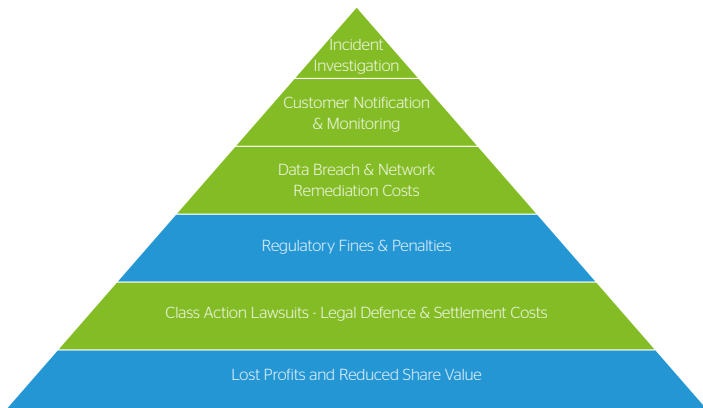 Incident
Investigation
Customer Notification
& Monitoring
Data Breach & Network
Remediation Costs
Regulatory Fines & Penalties
Class Action Lawsuits - Legal Defence & Settlement Costs
Lost Profits and Reduced Share Value